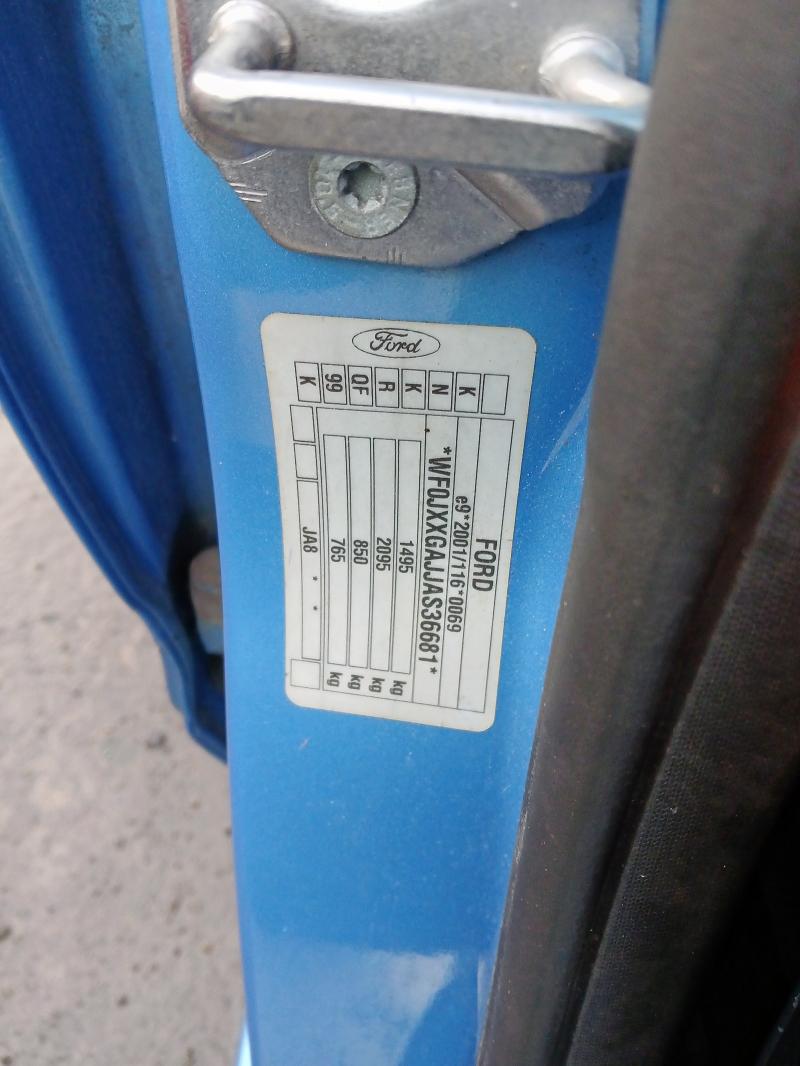 Ford
K 99 QF R K N K
FORD
e9*2001/116*0069
*WF0JXXGAJJAS36681*
1495 kg
2095 kg
850 kg
765 kg
JA8 * *